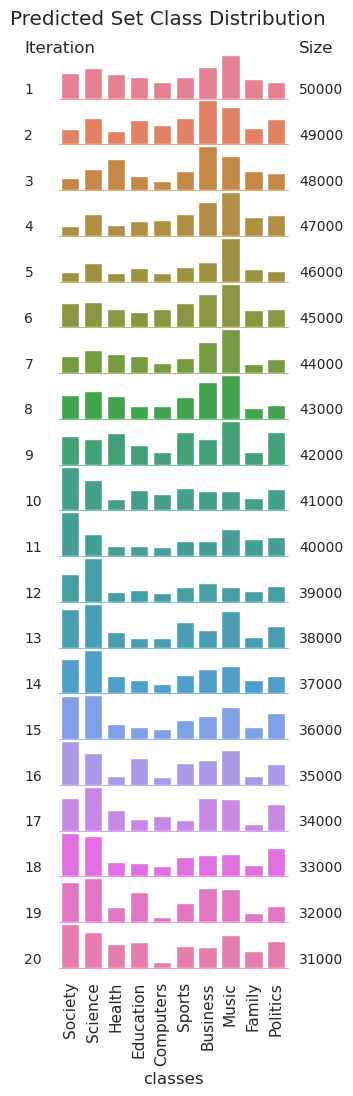 Predicted Set Class Distribution
Iteration Size
1 50000
2 49000
3 48000
4 47000
5 46000
6 45000
7 44000
8 43000
9 42000
10 41000
11 40000
12 39000
13 38000
14 37000
15 36000
16 35000
17 34000
18 33000
19 32000
20 31000
Society
Science
Health
Education
Computers
Sports
Business
Music
Family
Politics
classes